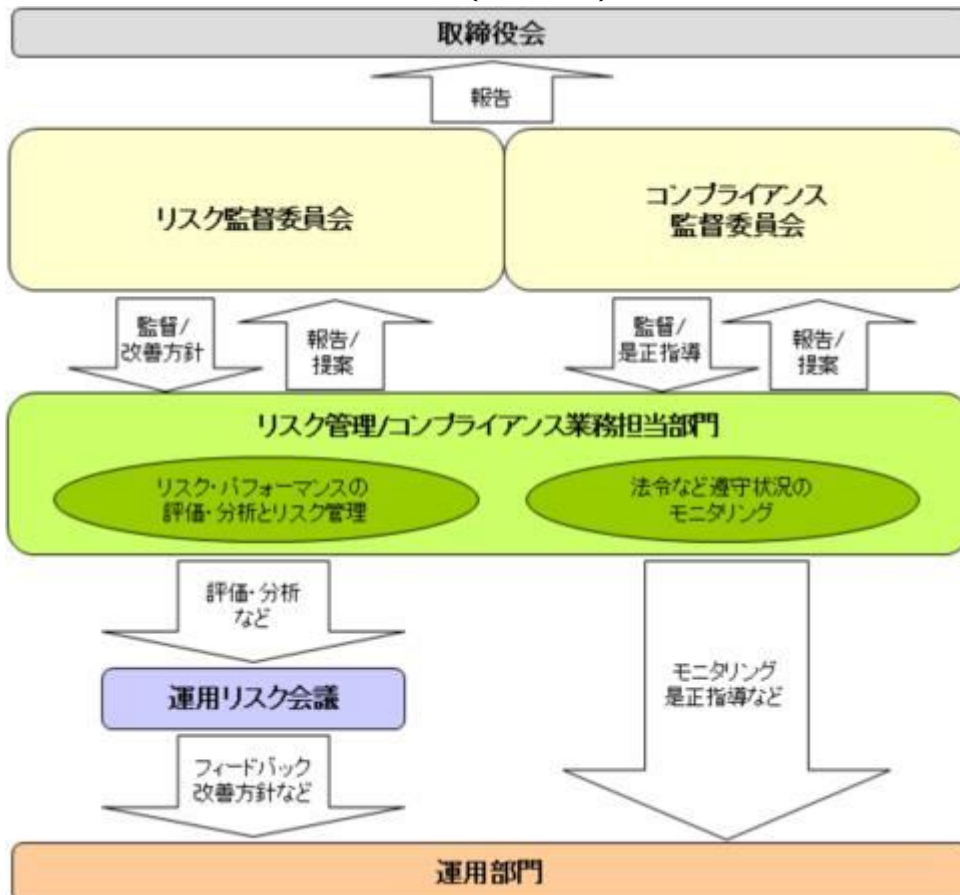 取締役会
報告
リスク監督委員会
コンプライアンス
監督委員会
監督/
改善方針
報告/
提案
監督/
是正指導
報告/
提案
リスク管理/コンプライアンス業務担当部門
リスク・パフォーマンスの
評価・分析とリスク管理
法令など遵守状況の
モニタリング
評価・分析
など
運用リスク会議
モニタリング
是正指導など
フィードバック
改善方針など
運用部門